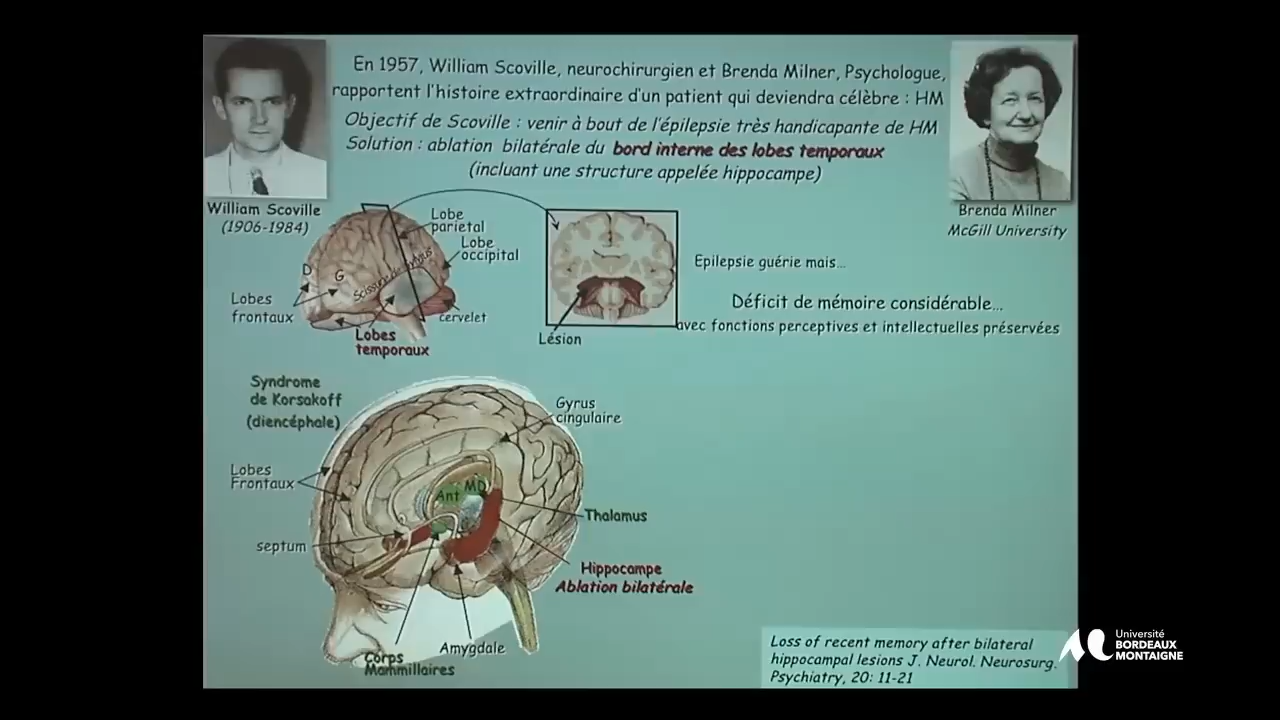 En 1957, William Scoville, neurochirurgien et Brenda Milner, Psychologue,
rapportent l'histoire extraordinaire d'un patient qui deviendra célèbre : HM
Objectif de Scoville : venir à bout de l'épilepsie très handicapante de HM
Solution : ablation bilatérale du bord interne des lobes temporaux
(incluant une structure appelée hippocampe)
William Scoville
(1906-1984)
Brenda Milner
McGill University
Lobe
parietal
Lobe
occipital
D
G
Scissure de
Lobes
frontaux
cervelet
Lobes
temporaux
Lésion
Epilepsie guérie mais...
Déficit de mémoire considérable...
avec fonctions perceptives et intellectuelles préservées
Syndrome
de Korsakoff
(diencéphale)
Gyrus
cingulaire
Lobes
Frontaux
Ant
MD
Thalamus
septum
Hippocampe
Ablation bilatérale
Amygdale
Corps
Mammillaires
Loss of recent memory after bilateral
hippocampal lesions J. Neurol. Neurosurg.
Psychiatry, 20: 11-21
Université
BORDEAUX
MONTAIGNE